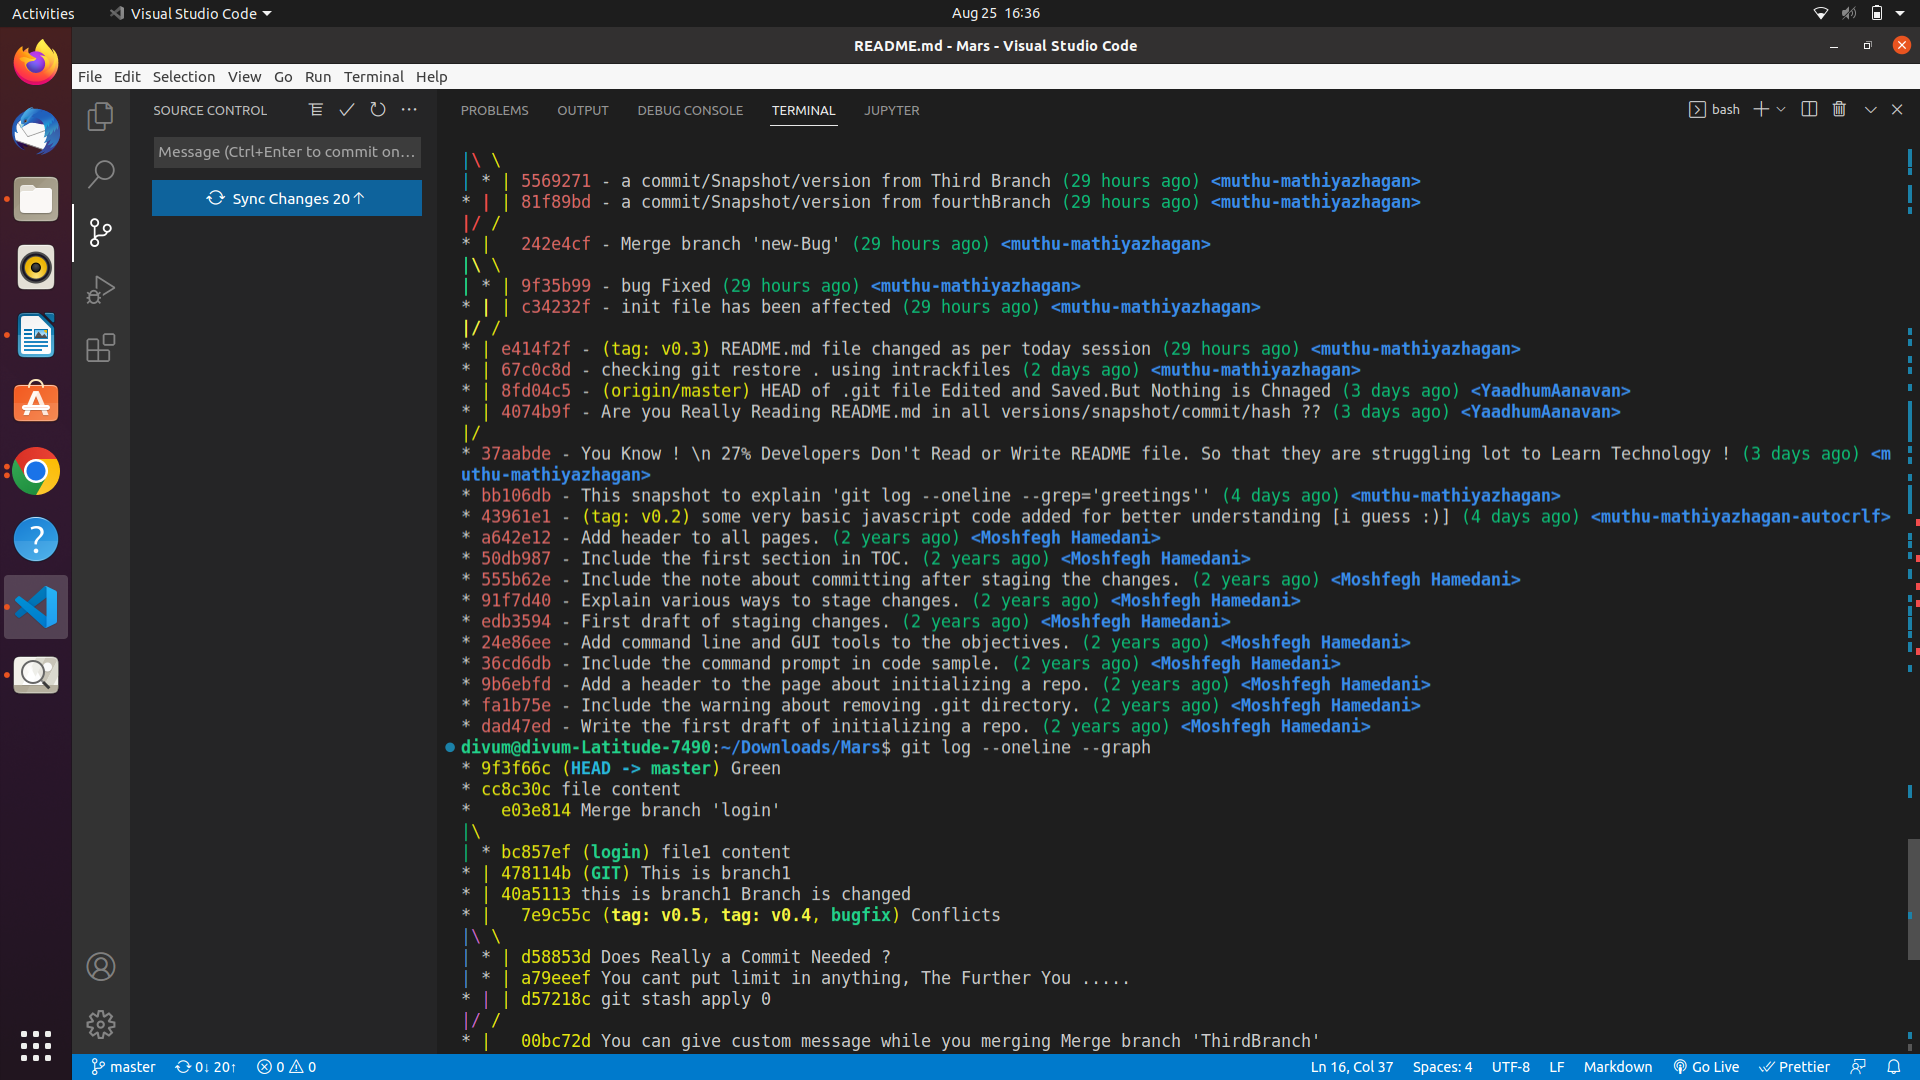 Activities Visual Studio Code Aug 25 16:36
README.md - Mars - Visual Studio Code
File Edit Selection View Go Run Terminal Help
SOURCE CONTROL
Message (Ctrl+Enter to commit on...
Sync Changes 20↑
PROBLEMS OUTPUT DEBUG CONSOLE TERMINAL JUPYTER bash
|\ \
| * | 5569271 - a commit/Snapshot/version from Third Branch (29 hours ago) <muthu-mathiyazhagan>
* | | 81f89bd - a commit/Snapshot/version from fourthBranch (29 hours ago) <muthu-mathiyazhagan>
|/ /
* |   242e4cf - Merge branch 'new-Bug' (29 hours ago) <muthu-mathiyazhagan>
|\ \
| * | 9f35b99 - bug Fixed (29 hours ago) <muthu-mathiyazhagan>
* | | c34232f - init file has been affected (29 hours ago) <muthu-mathiyazhagan>
|/ /
* | e414f2f - (tag: v0.3) README.md file changed as per today session (29 hours ago) <muthu-mathiyazhagan>
* | 67c0c8d - checking git restore . using intrackfiles (2 days ago) <muthu-mathiyazhagan>
* | 8fd04c5 - (origin/master) HEAD of .git file Edited and Saved.But Nothing is Chnaged (3 days ago) <YaadhumAanavan>
* | 4074b9f - Are you Really Reading README.md in all versions/snapshot/commit/hash ?? (3 days ago) <YaadhumAanavan>
|/
* 37aabde - You Know ! \n 27% Developers Don't Read or Write README file. So that they are struggling lot to Learn Technology ! (3 days ago) <m
uthu-mathiyazhagan>
* bb106db - This snapshot to explain 'git log --oneline --grep='greetings'' (4 days ago) <muthu-mathiyazhagan>
* 43961e1 - (tag: v0.2) some very basic javascript code added for better understanding [i guess :)] (4 days ago) <muthu-mathiyazhagan-autocrlf>
* a642e12 - Add header to all pages. (2 years ago) <Moshfegh Hamedani>
* 50db987 - Include the first section in TOC. (2 years ago) <Moshfegh Hamedani>
* 555b62e - Include the note about committing after staging the changes. (2 years ago) <Moshfegh Hamedani>
* 91f7d40 - Explain various ways to stage changes. (2 years ago) <Moshfegh Hamedani>
* edb3594 - First draft of staging changes. (2 years ago) <Moshfegh Hamedani>
* 24e86ee - Add command line and GUI tools to the objectives. (2 years ago) <Moshfegh Hamedani>
* 36cd6db - Include the command prompt in code sample. (2 years ago) <Moshfegh Hamedani>
* 9b6ebfd - Add a header to the page about initializing a repo. (2 years ago) <Moshfegh Hamedani>
* fa1b75e - Include the warning about removing .git directory. (2 years ago) <Moshfegh Hamedani>
* dad47ed - Write the first draft of initializing a repo. (2 years ago) <Moshfegh Hamedani>
divum@divum-Latitude-7490:~/Downloads/Mars$ git log --oneline --graph
* 9f3f66c (HEAD -> master) Green
* cc8c30c file content
*   e03e814 Merge branch 'login'
|\
| * bc857ef (login) file1 content
* | 478114b (GIT) This is branch1
* | 40a5113 this is branch1 Branch is changed
* |   7e9c55c (tag: v0.5, tag: v0.4, bugfix) Conflicts
|\ \
| * | d58853d Does Really a Commit Needed ?
| * | a79eeef You cant put limit in anything, The Further You .....
* | | d57218c git stash apply 0
|/ /
* |   00bc72d You can give custom message while you merging Merge branch 'ThirdBranch'
master 0↓ 20↑ 0 0 Ln 16, Col 37 Spaces: 4 UTF-8 LF Markdown Go Live Prettier